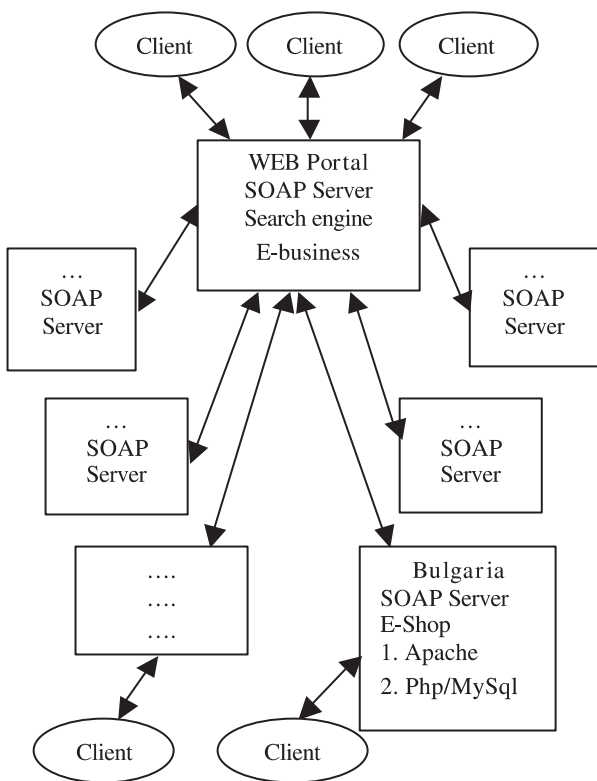 Client
Client
Client
WEB Portal
SOAP Server
Search engine
E-business
…
SOAP
Server
…
SOAP
Server
…
SOAP
Server
…
SOAP
Server
….
….
….
Bulgaria
SOAP Server
E-Shop
1. Apache
2. Php/MySql
Client
Client